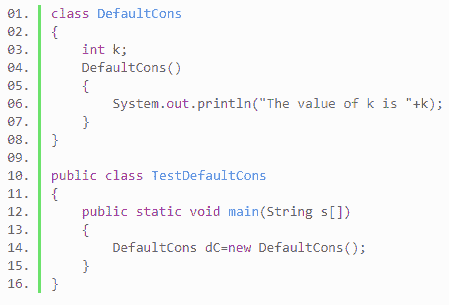 01. class DefaultCons
02. {
03.     int k;
04.     DefaultCons()
05.     {
06.         System.out.println("The value of k is "+k);
07.     }
08. }
09.
10. public class TestDefaultCons
11. {
12.     public static void main(String s[])
13.     {
14.         DefaultCons dC=new DefaultCons();
15.     }
16. }